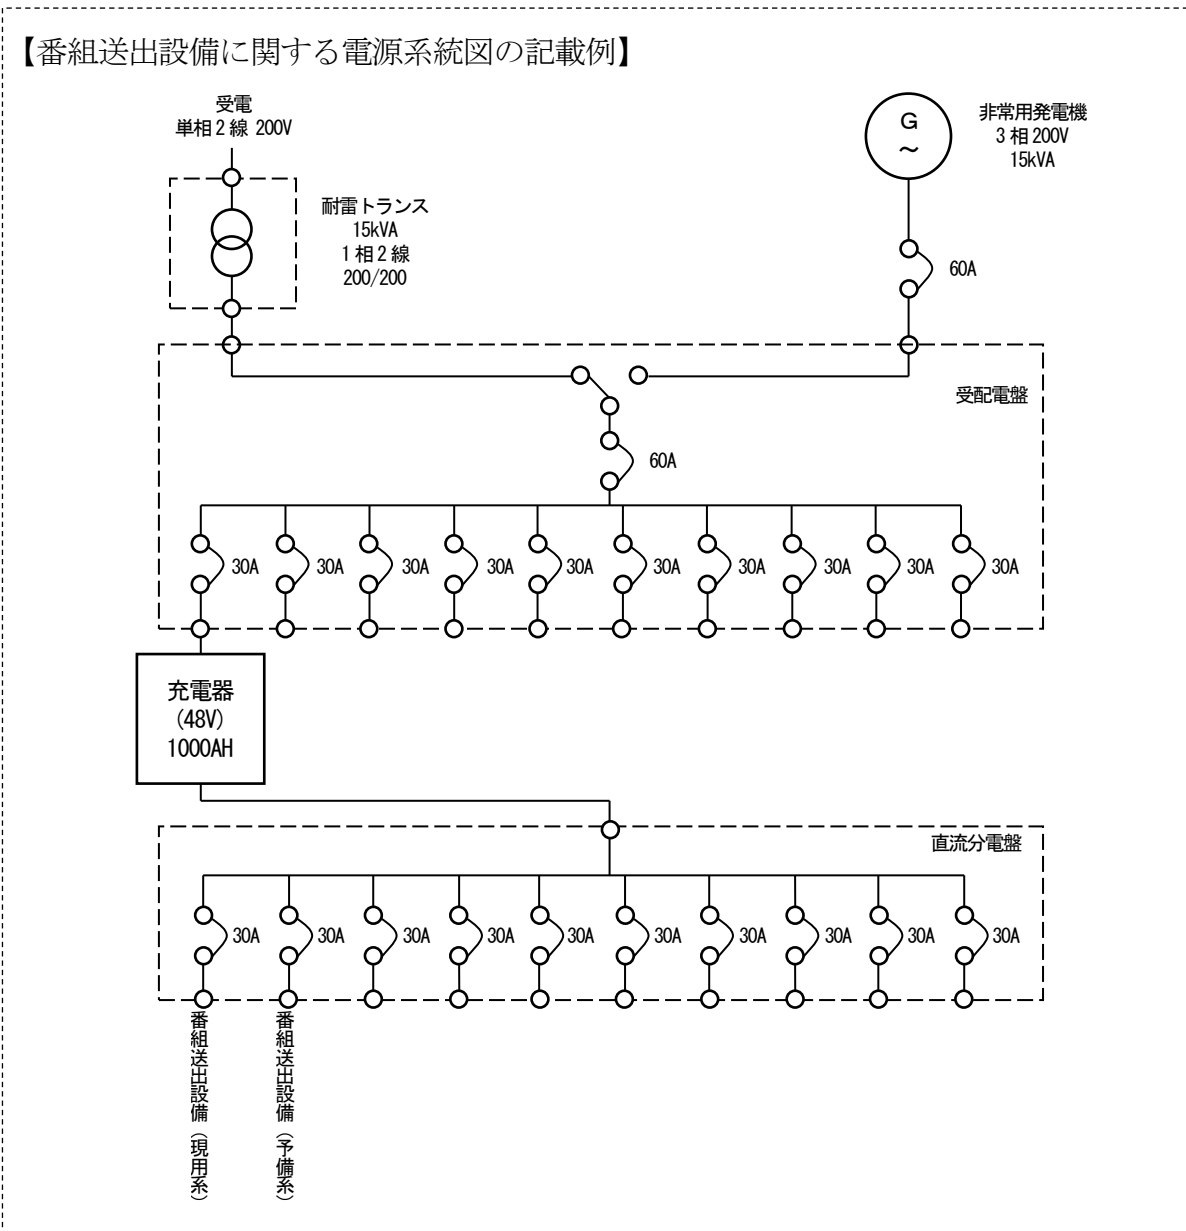 【番組送出設備に関する電源系統図の記載例】
受電
単相2線 200V
耐雷トランス
15kVA
1相2線
200/200
G
~
非常用発電機
3相200V
15kVA
60A
受配電盤
60A
30A
30A
30A
30A
30A
30A
30A
30A
30A
30A
充電器
(48V)
1000AH
直流分電盤
30A
30A
30A
30A
30A
30A
30A
30A
30A
30A
番組送出設備(現用系)
番組送出設備(予備系)